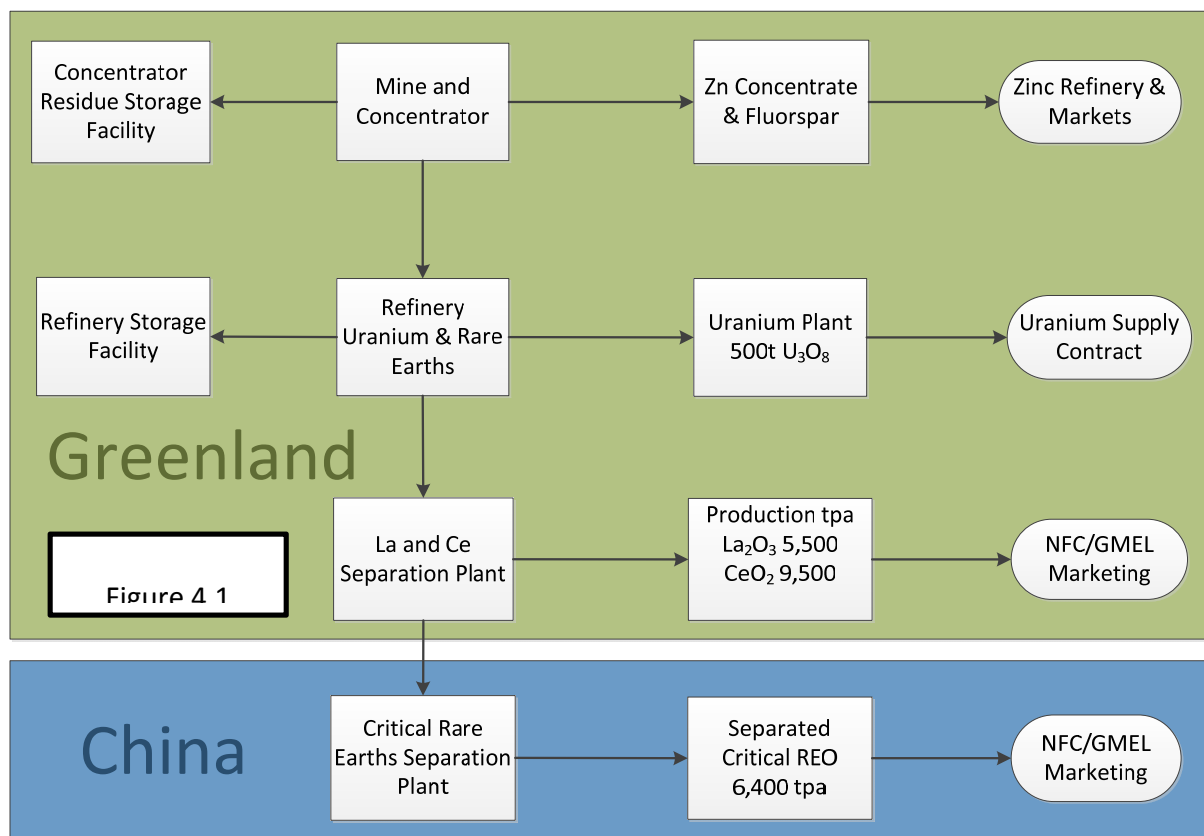 Concentrator
Residue Storage
Facility
Mine and
Concentrator
Zn Concentrate
& Fluorspar
Zinc Refinery &
Markets
Refinery Storage
Facility
Refinery
Uranium & Rare
Earths
Uranium Plant
500t U₃O₈
Uranium Supply
Contract
Greenland
Figure 4.1
La and Ce
Separation Plant
Production tpa
La₂O₃ 5,500
CeO₂ 9,500
NFC/GMEL
Marketing
China
Critical Rare
Earths Separation
Plant
Separated
Critical REO
6,400 tpa
NFC/GMEL
Marketing